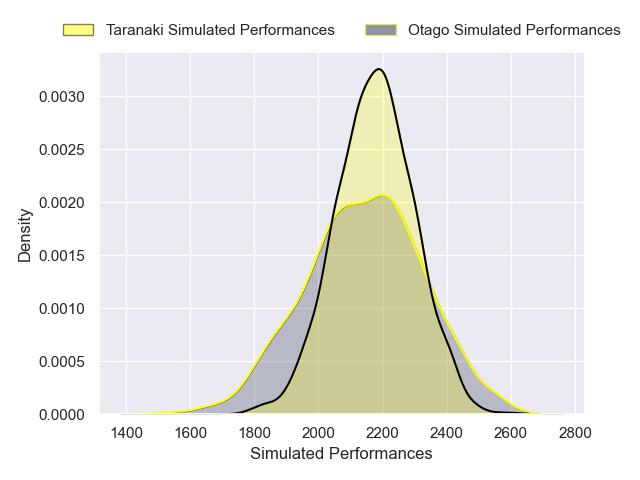 Taranaki Simulated Performances
Otago Simulated Performances
0.0030
0.0025
0.0020
0.0015
0.0010
0.0005
0.0000
Density
1400 1600 1800 2000 2200 2400 2600 2800
Simulated Performances